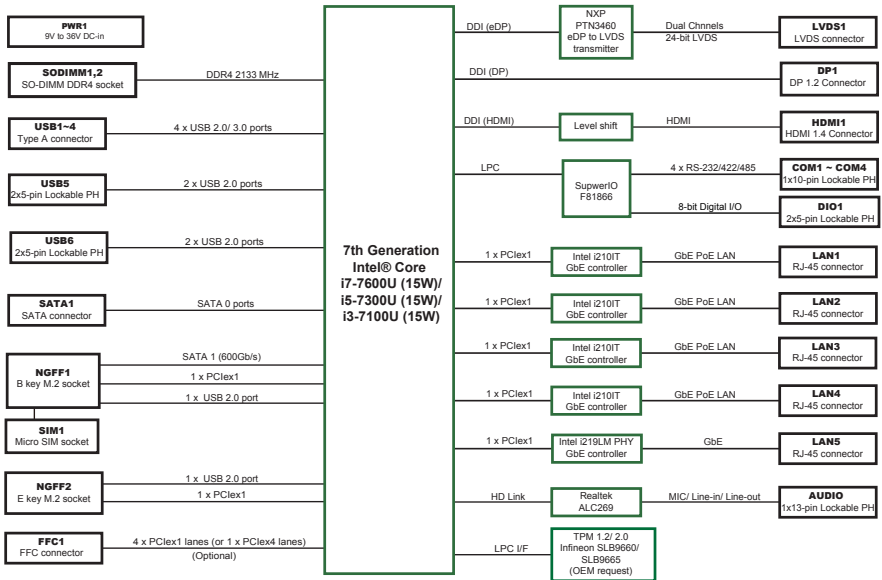 PWR1
9V to 36V DC-in
SODIMM1,2
SO-DIMM DDR4 socket
DDR4 2133 MHz
USB1~4
Type A connector
4 x USB 2.0/ 3.0 ports
USB5
2x5-pin Lockable PH
2 x USB 2.0 ports
USB6
2x5-pin Lockable PH
2 x USB 2.0 ports
SATA1
SATA connector
SATA 0 ports
NGFF1
B key M.2 socket
SATA 1 (600Gb/s)
1 x PCIex1
1 x USB 2.0 port
SIM1
Micro SIM socket
NGFF2
E key M.2 socket
1 x USB 2.0 port
1 x PCIex1
FFC1
FFC connector
4 x PCIex1 lanes (or 1 x PCIex4 lanes)
(Optional)
7th Generation
Intel® Core
i7-7600U (15W)/
i5-7300U (15W)/
i3-7100U (15W)
DDI (eDP)
NXP
PTN3460
eDP to LVDS
transmitter
Dual Chnnels
24-bit LVDS
LVDS1
LVDS connector
DDI (DP)
DP1
DP 1.2 Connector
DDI (HDMI)
Level shift
HDMI
HDMI1
HDMI 1.4 Connector
LPC
SupwerIO
F81866
4 x RS-232/422/485
COM1 ~ COM4
1x10-pin Lockable PH
8-bit Digital I/O
DIO1
2x5-pin Lockable PH
1 x PCIex1
Intel i210IT
GbE controller
GbE PoE LAN
LAN1
RJ-45 connector
1 x PCIex1
Intel i210IT
GbE controller
GbE PoE LAN
LAN2
RJ-45 connector
1 x PCIex1
Intel i210IT
GbE controller
GbE PoE LAN
LAN3
RJ-45 connector
1 x PCIex1
Intel i210IT
GbE controller
GbE PoE LAN
LAN4
RJ-45 connector
1 x PCIex1
Intel i219LM PHY
GbE controller
GbE
LAN5
RJ-45 connector
HD Link
Realtek
ALC269
MIC/ Line-in/ Line-out
AUDIO
1x13-pin Lockable PH
LPC I/F
TPM 1.2/ 2.0
Infineon SLB9660/
SLB9665
(OEM request)